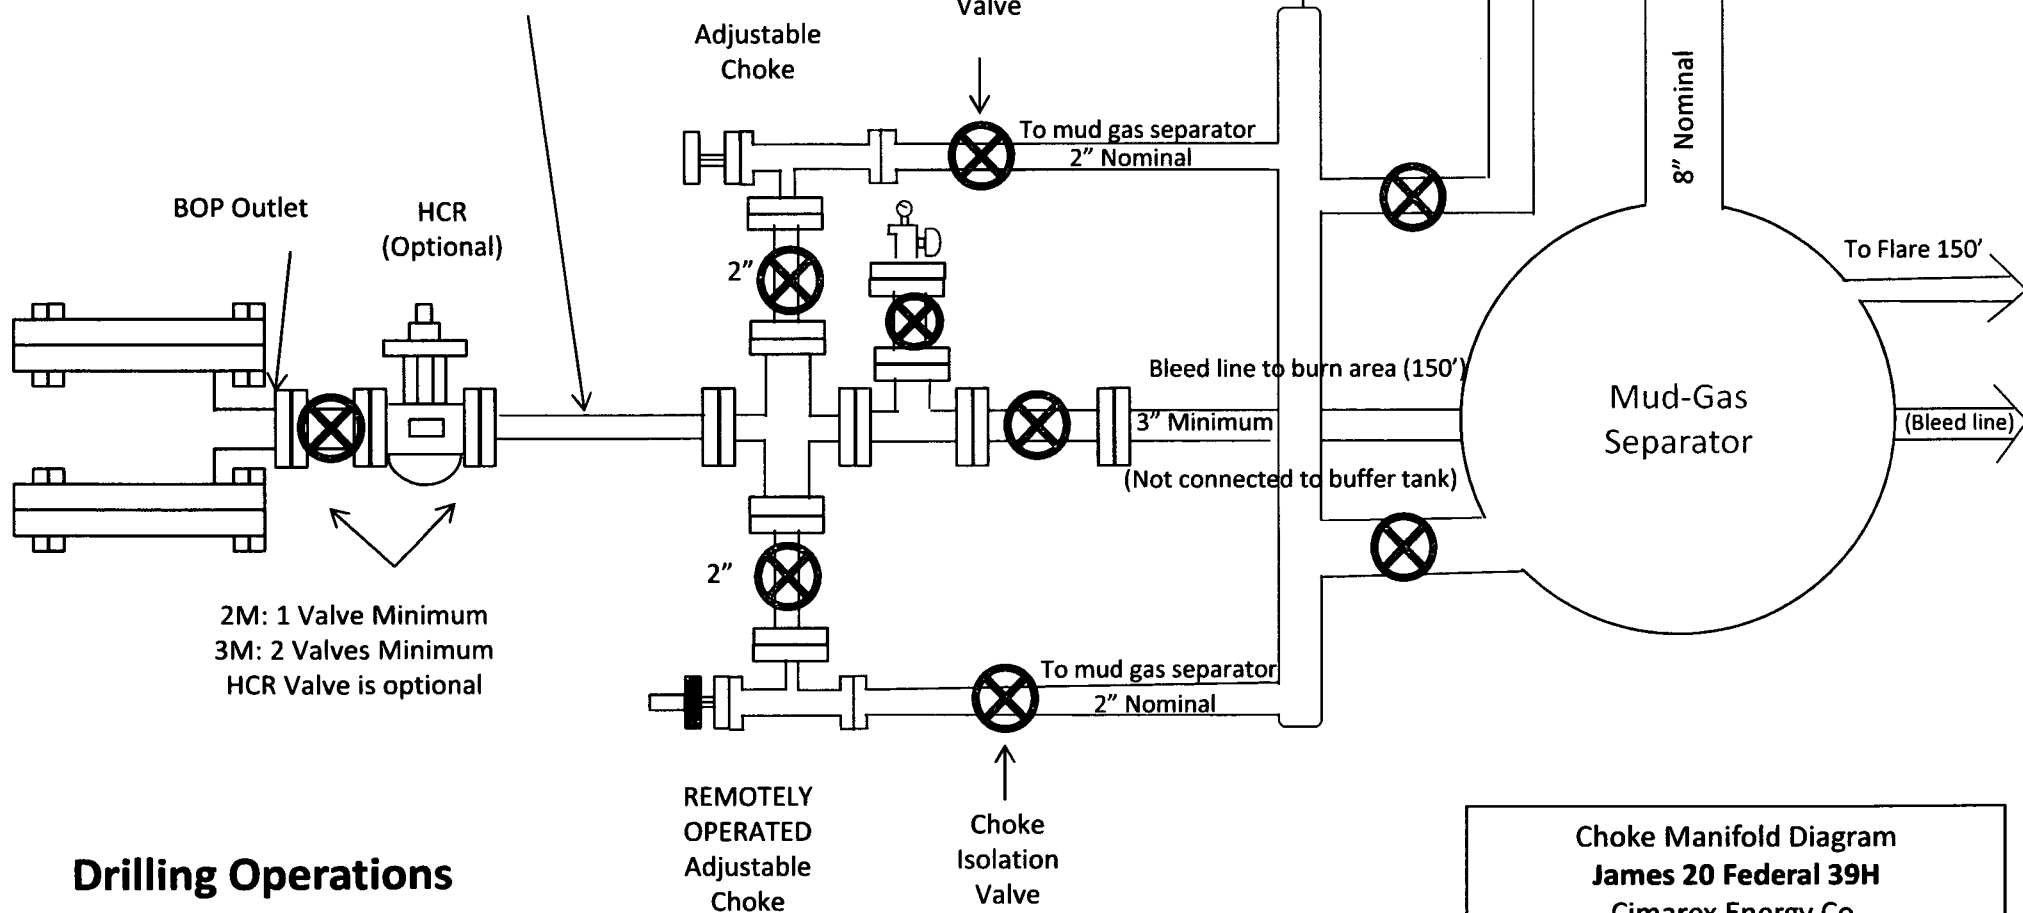 Valve
Adjustable
Choke
8” Nominal
To mud gas separator
2” Nominal
BOP Outlet
HCR
(Optional)
2”
To Flare 150’
Bleed line to burn area (150’)
3” Minimum
(Not connected to buffer tank)
Mud-Gas
Separator
(Bleed line)
2”
2M: 1 Valve Minimum
3M: 2 Valves Minimum
HCR Valve is optional
To mud gas separator
2” Nominal
REMOTELY
OPERATED
Adjustable
Choke
Choke
Isolation
Valve
Drilling Operations
Choke Manifold Diagram
James 20 Federal 39H
Cimarex Energy Co